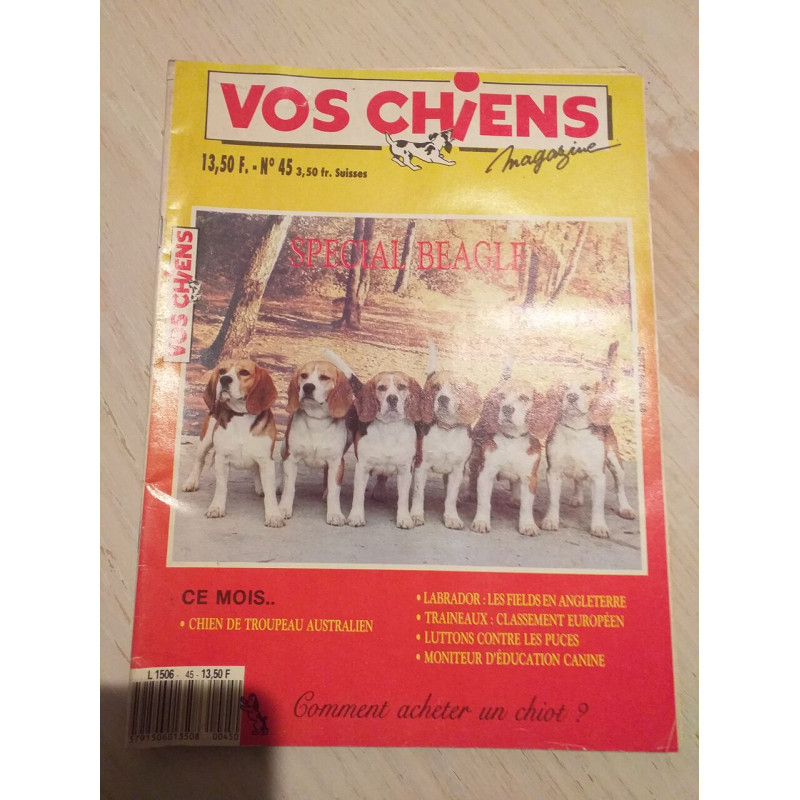 VOS CHiENS
magazine
13,50 F. - N° 45 3,50 fr. Suisses
VOS CHiENS
SPECIAL BEAGLE
CE MOIS..
• CHIEN DE TROUPEAU AUSTRALIEN
• LABRADOR : LES FIELDS EN ANGLETERRE
• TRAINEAUX : CLASSEMENT EUROPÉEN
• LUTTONS CONTRE LES PUCES
• MONITEUR D'ÉDUCATION CANINE
L 1506 - 45 - 13,50 F
3791506013508 00450
Comment acheter un chiot ?